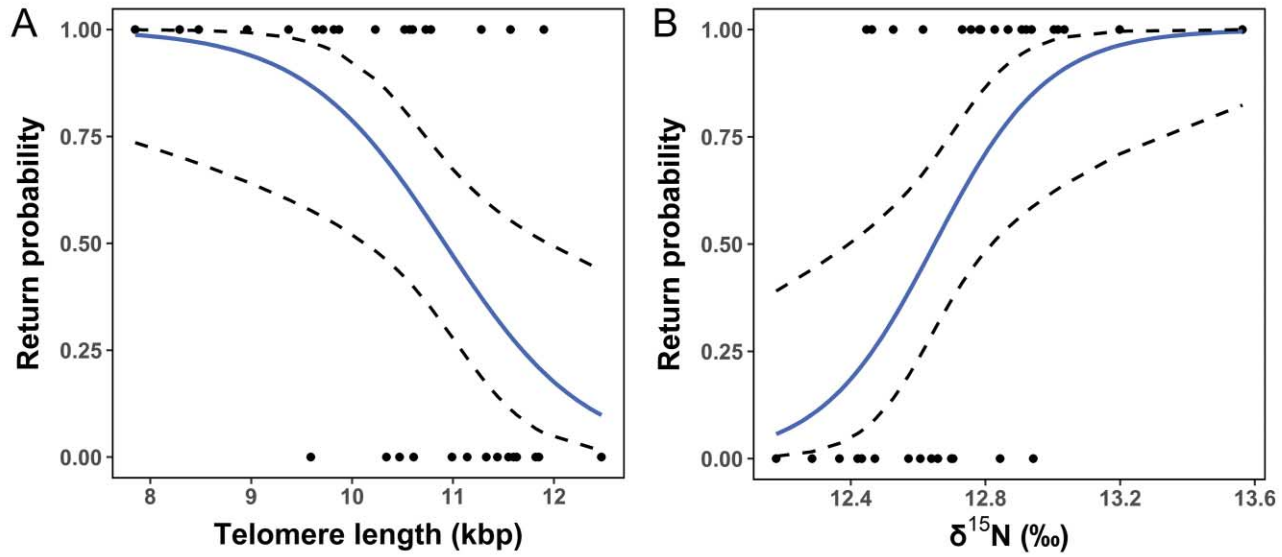 A
Return probability
1.00
0.75
0.50
0.25
0.00
8 9 10 11 12
Telomere length (kbp)
B
Return probability
1.00
0.75
0.50
0.25
0.00
12.4 12.8 13.2 13.6
δ¹⁵N (‰)